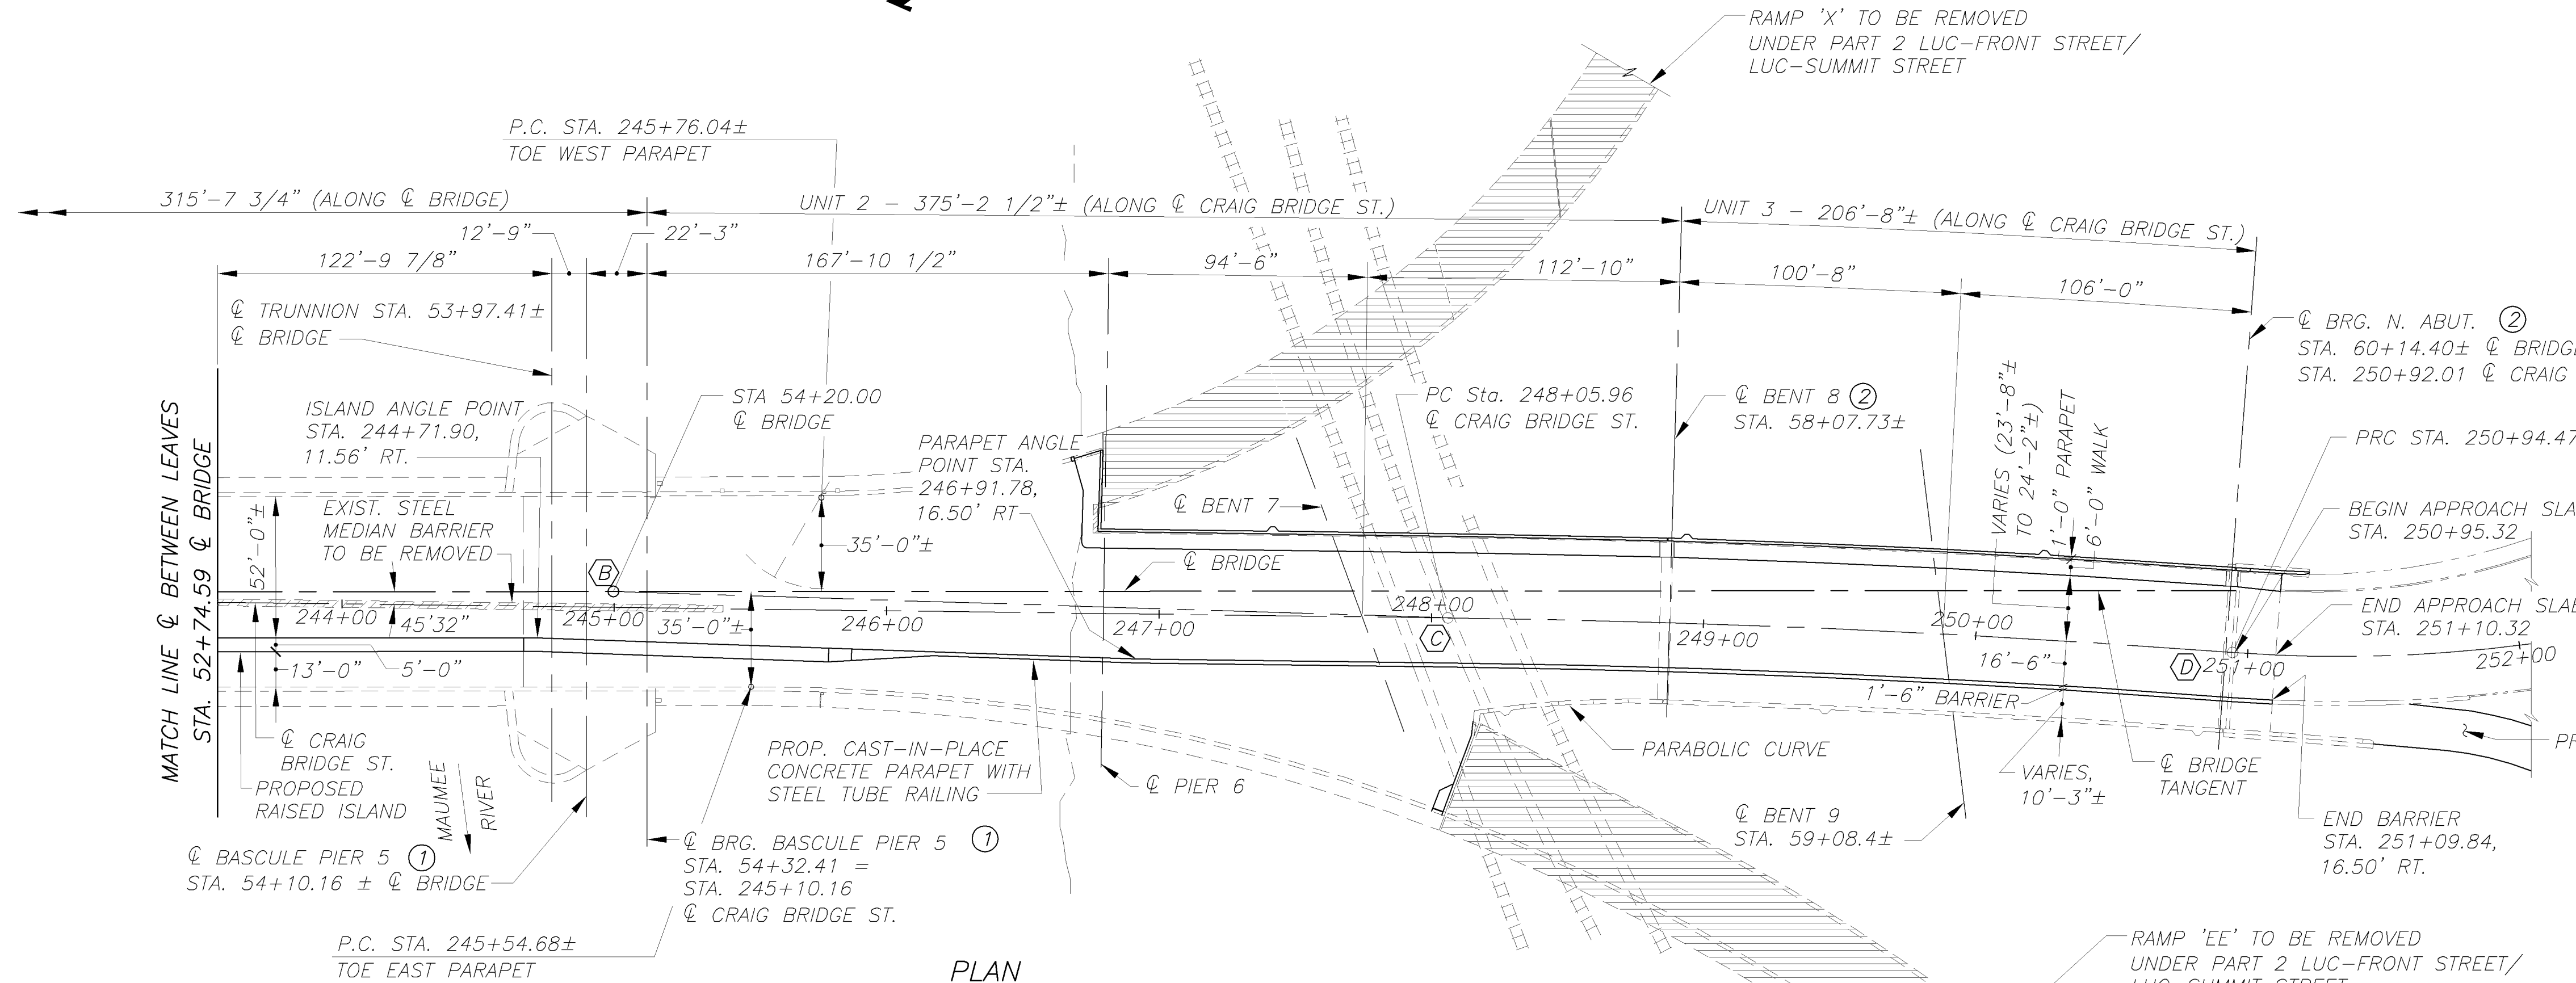 RAMP 'X' TO BE REMOVED
UNDER PART 2 LUC-FRONT STREET/
LUC-SUMMIT STREET
P.C. STA. 245+76.04±
TOE WEST PARAPET
315'-7 3/4" (ALONG ℄ BRIDGE)
UNIT 2 - 375'-2 1/2"± (ALONG ℄ CRAIG BRIDGE ST.)
UNIT 3 - 206'-8"± (ALONG ℄ CRAIG BRIDGE ST.)
12'-9"
22'-3"
122'-9 7/8"
167'-10 1/2"
94'-6"
112'-10"
100'-8"
106'-0"
℄ TRUNNION STA. 53+97.41±
℄ BRIDGE
℄ BRG. N. ABUT. 2
STA. 60+14.40± ℄ BRIDGE
STA. 250+92.01 ℄ CRAIG
STA 54+20.00
℄ BRIDGE
ISLAND ANGLE POINT
STA. 244+71.90,
11.56' RT.
PARAPET ANGLE
POINT STA.
246+91.78,
16.50' RT
PC Sta. 248+05.96
℄ CRAIG BRIDGE ST.
℄ BENT 8 2
STA. 58+07.73±
VARIES (23'-8"±
TO 24'-2"±)
1'-0" PARAPET
6'-0" WALK
PRC STA. 250+94.47
MATCH LINE ℄ BETWEEN LEAVES
STA. 52+74.59 ℄ BRIDGE
52'-0"±
EXIST. STEEL
MEDIAN BARRIER
TO BE REMOVED
35'-0"±
℄ BENT 7
℄ BRIDGE
BEGIN APPROACH SLA
STA. 250+95.32
B
244+00
45'32"
245+00
35'-0"±
246+00
247+00
248+00
C
249+00
250+00
D
251+00
252+00
END APPROACH SLAB
STA. 251+10.32
13'-0"
5'-0"
16'-6"
1'-6" BARRIER
℄ CRAIG
BRIDGE ST.
PROPOSED
RAISED ISLAND
MAUMEE
RIVER
PROP. CAST-IN-PLACE
CONCRETE PARAPET WITH
STEEL TUBE RAILING
℄ PIER 6
PARABOLIC CURVE
VARIES,
10'-3"±
℄ BRIDGE
TANGENT
℄ BENT 9
STA. 59+08.4±
END BARRIER
STA. 251+09.84,
16.50' RT.
℄ BASCULE PIER 5 1
STA. 54+10.16 ± ℄ BRIDGE
℄ BRG. BASCULE PIER 5 1
STA. 54+32.41 =
STA. 245+10.16
℄ CRAIG BRIDGE ST.
P.C. STA. 245+54.68±
TOE EAST PARAPET
PLAN
RAMP 'EE' TO BE REMOVED
UNDER PART 2 LUC-FRONT STREET/
LUC-SUMMIT STREET